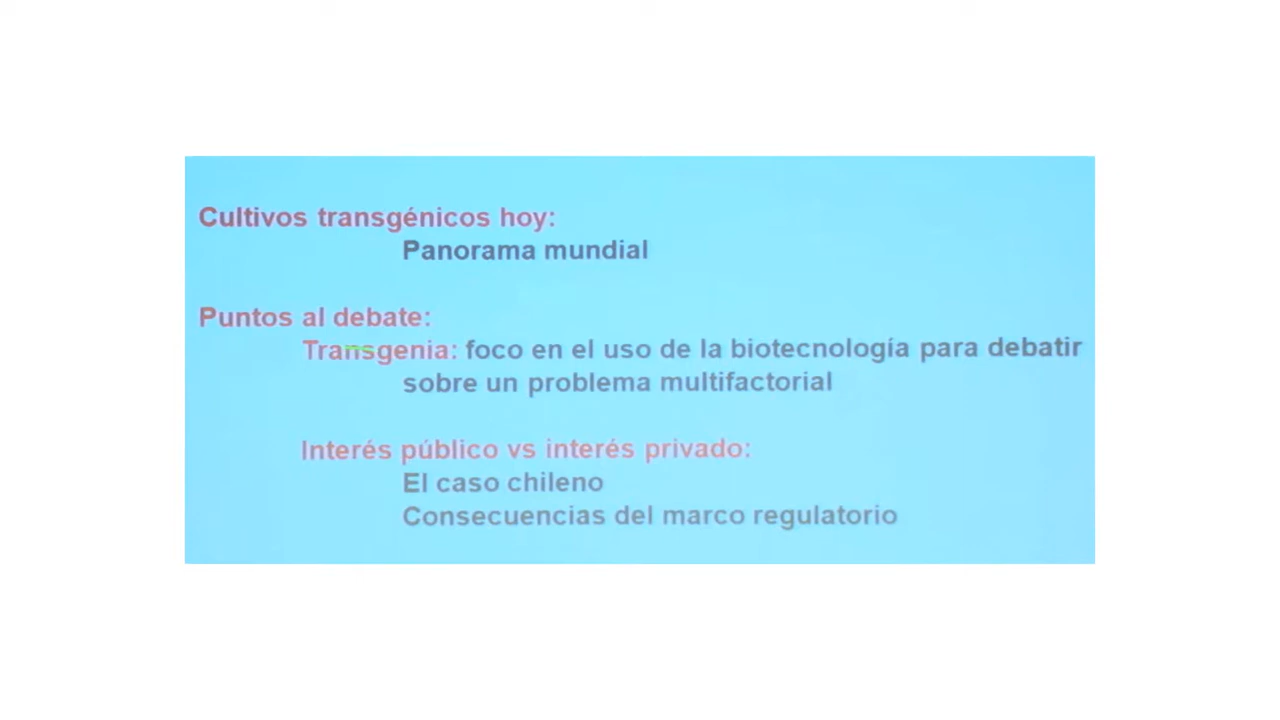 Cultivos transgénicos hoy:
Panorama mundial
Puntos al debate:
Transgenia: foco en el uso de la biotecnología para debatir
sobre un problema multifactorial
Interés público vs interés privado:
El caso chileno
Consecuencias del marco regulatorio